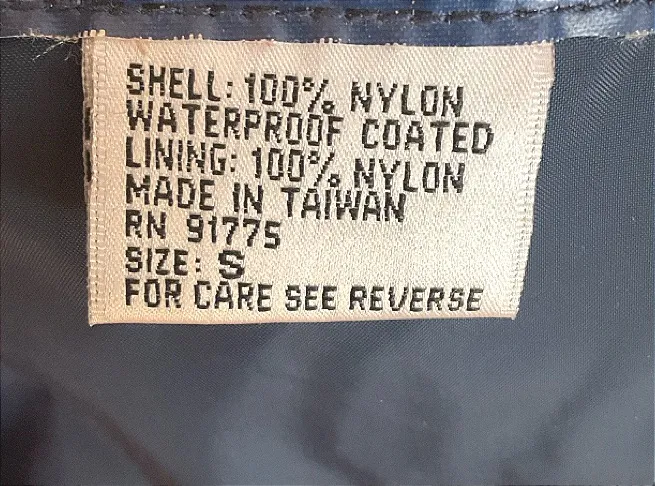 SHELL: 100% NYLON
WATERPROOF COATED
LINING: 100% NYLON
MADE IN TAIWAN
RN 91775
SIZE: S
FOR CARE SEE REVERSE